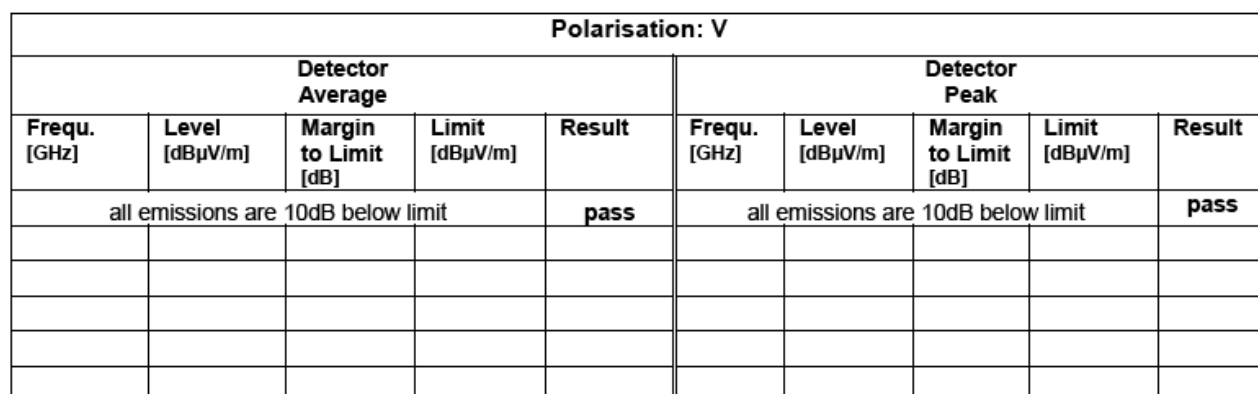 Polarisation: V
Detector Average
Detector Peak
Frequ. [GHz] Level [dBµV/m] Margin to Limit [dB] Limit [dBµV/m] Result Frequ. [GHz] Level [dBµV/m] Margin to Limit [dB] Limit [dBµV/m] Result
all emissions are 10dB below limit pass all emissions are 10dB below limit pass